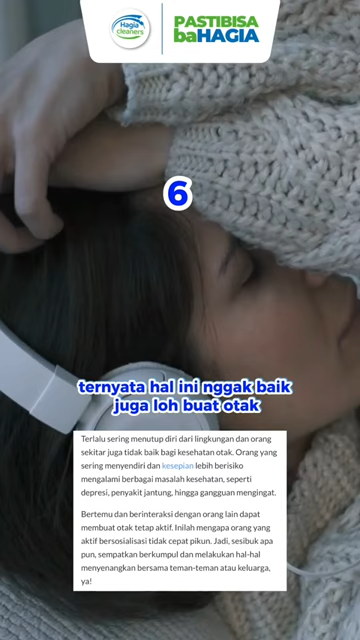 Hagia
cleaners
PASTIBISA
baHAGIA
6
ternyata hal ini nggak baik
juga loh buat otak
Terlalu sering menutup diri dari lingkungan dan orang
sekitar juga tidak baik bagi kesehatan otak. Orang yang
sering menyendiri dan kesepian lebih berisiko
mengalami berbagai masalah kesehatan, seperti
depresi, penyakit jantung, hingga gangguan mengingat.
Bertemu dan berinteraksi dengan orang lain dapat
membuat otak tetap aktif. Inilah mengapa orang yang
aktif bersosialisasi tidak cepat pikun. Jadi, sesibuk apa
pun, sempatkan berkumpul dan melakukan hal-hal
menyenangkan bersama teman-teman atau keluarga,
ya!